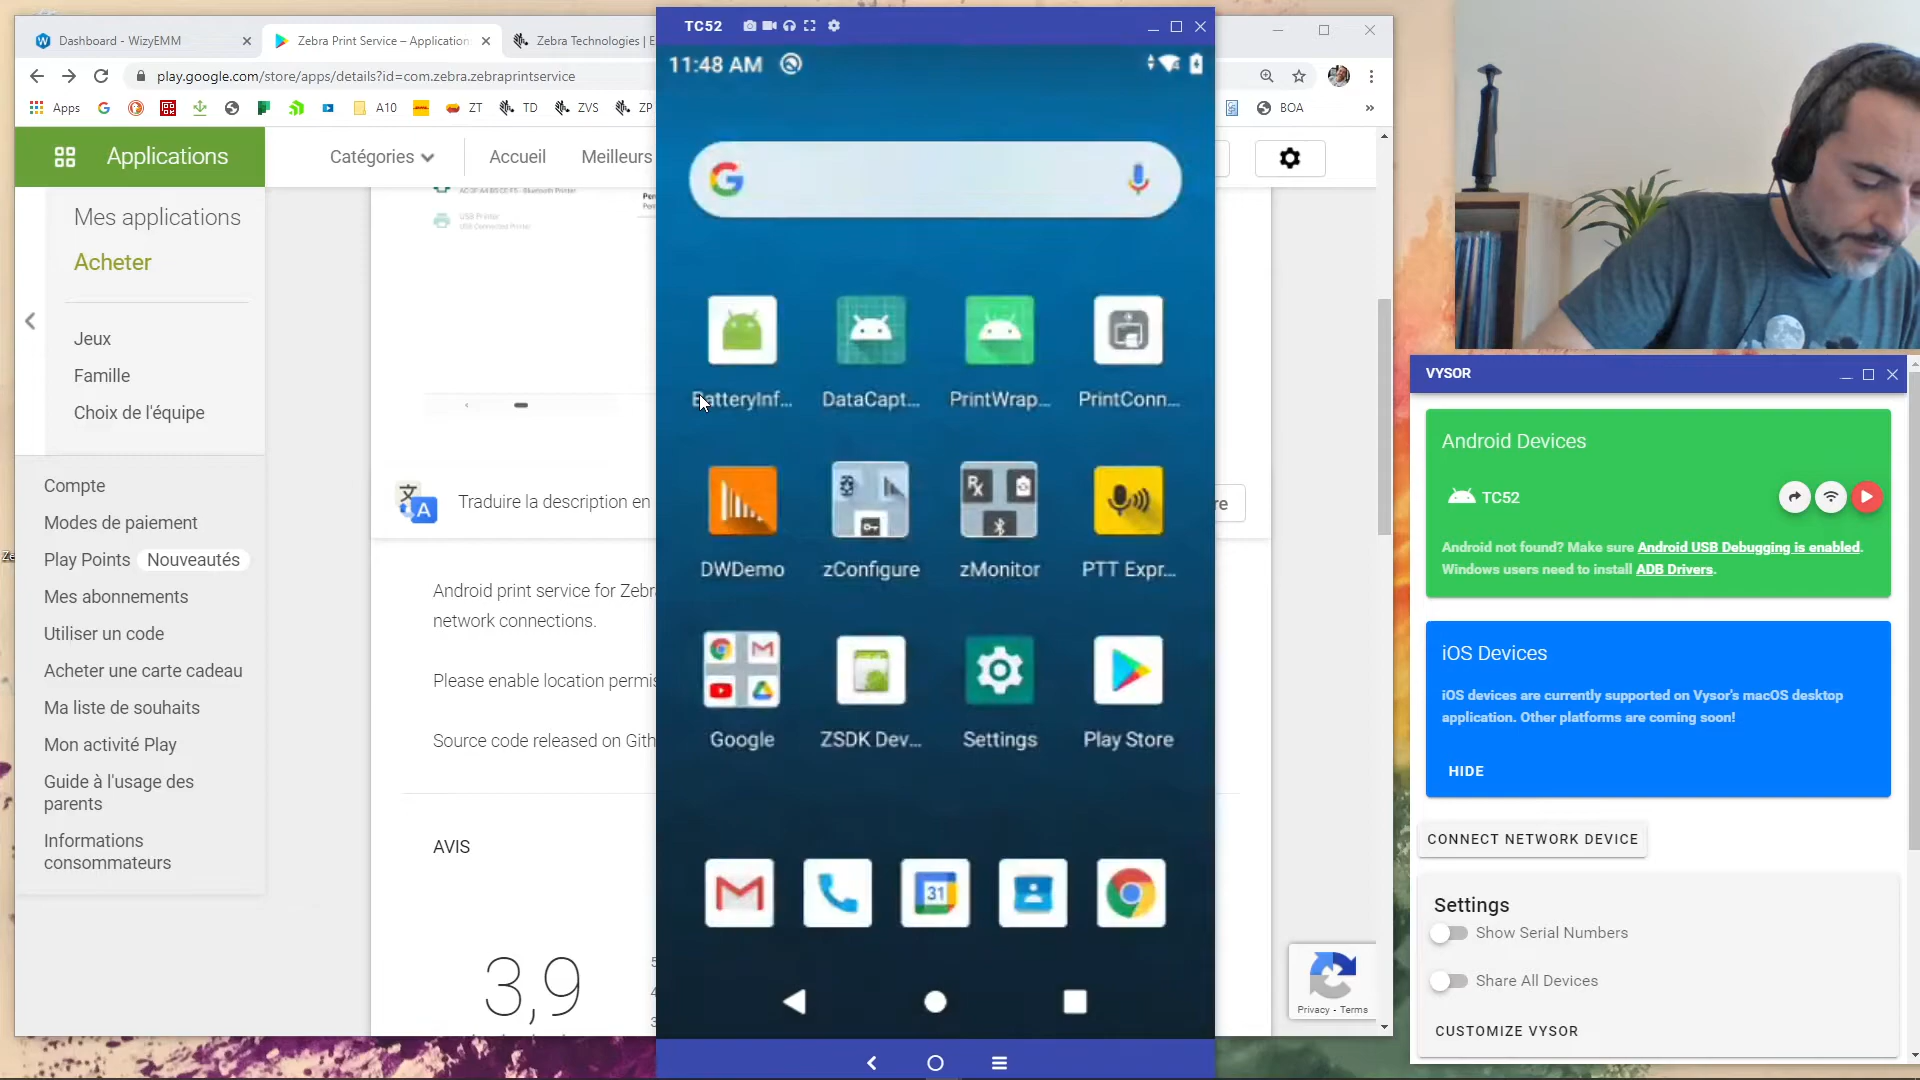 Dashboard - WizyEMM
Zebra Print Service – Application
Zebra Technologies | E
play.google.com/store/apps/details?id=com.zebra.zebraprintservice
Apps
A10
ZT
TD
ZVS
ZP
BOA
Applications
Catégories
Accueil
Meilleurs
Mes applications
Acheter
Jeux
Famille
Choix de l'équipe
Compte
Modes de paiement
Play Points
Nouveautés
Mes abonnements
Utiliser un code
Acheter une carte cadeau
Ma liste de souhaits
Mon activité Play
Guide à l'usage des
parents
Informations
consommateurs
USB Printer
USB Connected Printer
Traduire la description en
re
Android print service for Zebr
network connections.
Please enable location permis
Source code released on Gith
AVIS
3,9
TC52
11:48 AM
BatteryInf...
DataCapt...
PrintWrap...
PrintConn...
DWDemo
zConfigure
zMonitor
PTT Expr...
Google
ZSDK Dev...
Settings
Play Store
31
Privacy - Terms
VYSOR
Android Devices
TC52
Android not found? Make sure Android USB Debugging is enabled.
Windows users need to install ADB Drivers.
iOS Devices
iOS devices are currently supported on Vysor's macOS desktop
application. Other platforms are coming soon!
HIDE
CONNECT NETWORK DEVICE
Settings
Show Serial Numbers
Share All Devices
CUSTOMIZE VYSOR